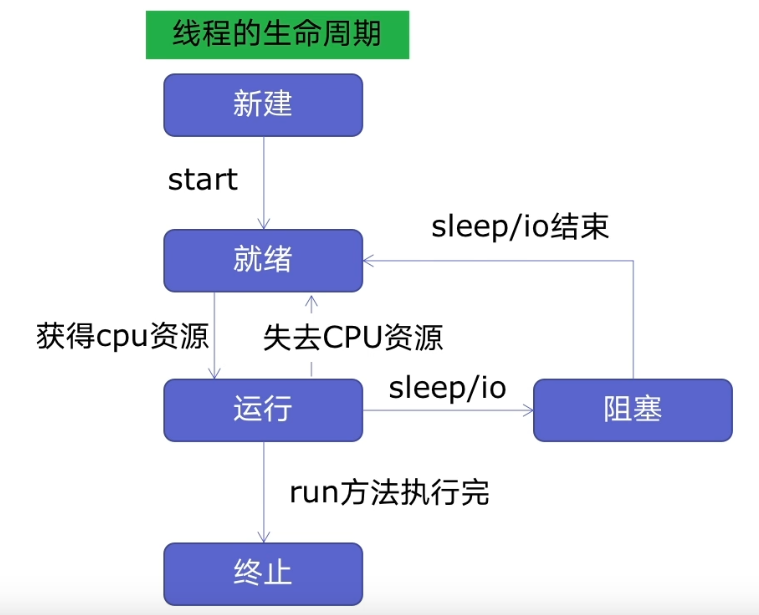 线程的生命周期
新建
start
sleep/io结束
就绪
获得cpu资源
失去CPU资源
sleep/io
运行
阻塞
run方法执行完
终止